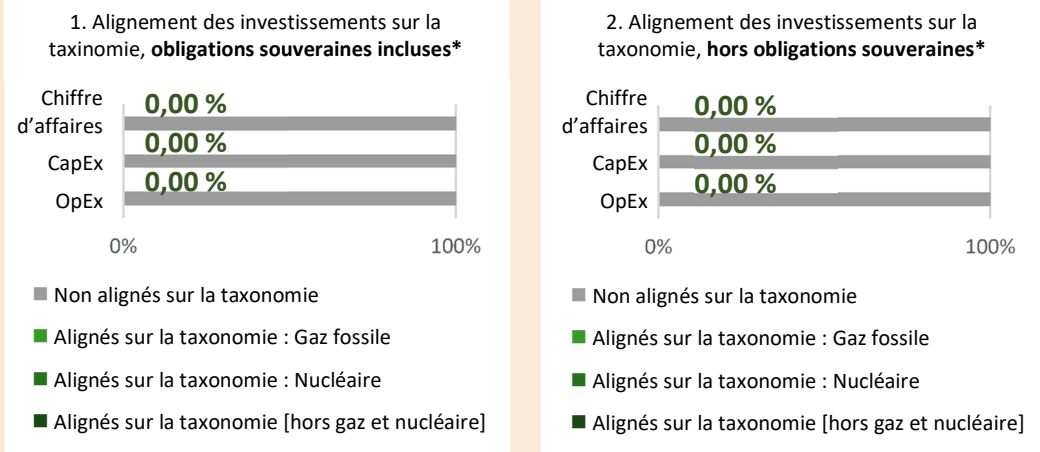 1. Alignement des investissements sur la
taxinomie, obligations souveraines incluses*
Chiffre
d'affaires
0,00 %
CapEx
0,00 %
OpEx
0,00 %
0%
100%
Non alignés sur la taxonomie
Alignés sur la taxonomie : Gaz fossile
Alignés sur la taxonomie : Nucléaire
Alignés sur la taxonomie [hors gaz et nucléaire]
2. Alignement des investissements sur la
taxonomie, hors obligations souveraines*
Chiffre
d'affaires
0,00 %
CapEx
0,00 %
OpEx
0,00 %
0%
100%
Non alignés sur la taxonomie
Alignés sur la taxonomie : Gaz fossile
Alignés sur la taxonomie : Nucléaire
Alignés sur la taxonomie [hors gaz et nucléaire]